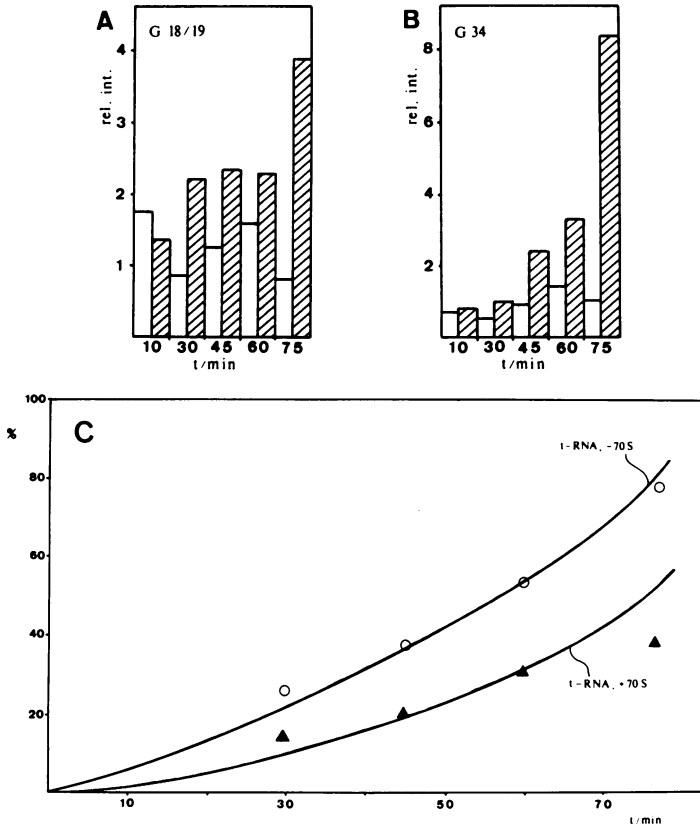 A
G 18/19
rel. int.
4
3
2
1
10 30 45 60 75
t/min
B
G 34
rel. int.
8
6
4
2
10 30 45 60 75
t/min
C
%
100
80
60
40
20
t-RNA, -70S
t-RNA, +70S
10 30 50 70
t/min